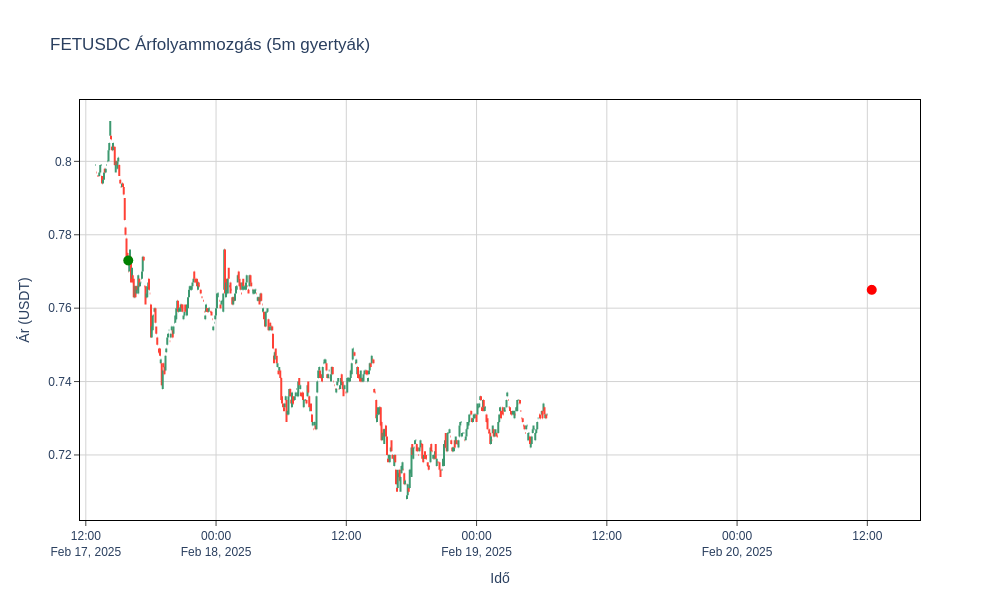 FETUSDC Árfolyammozgás (5m gyertyák)
0.8
0.78
0.76
0.74
0.72
Ár (USDT)
12:00 00:00 12:00 00:00 12:00 00:00 12:00
Feb 17, 2025 Feb 18, 2025 Feb 19, 2025 Feb 20, 2025
Idő